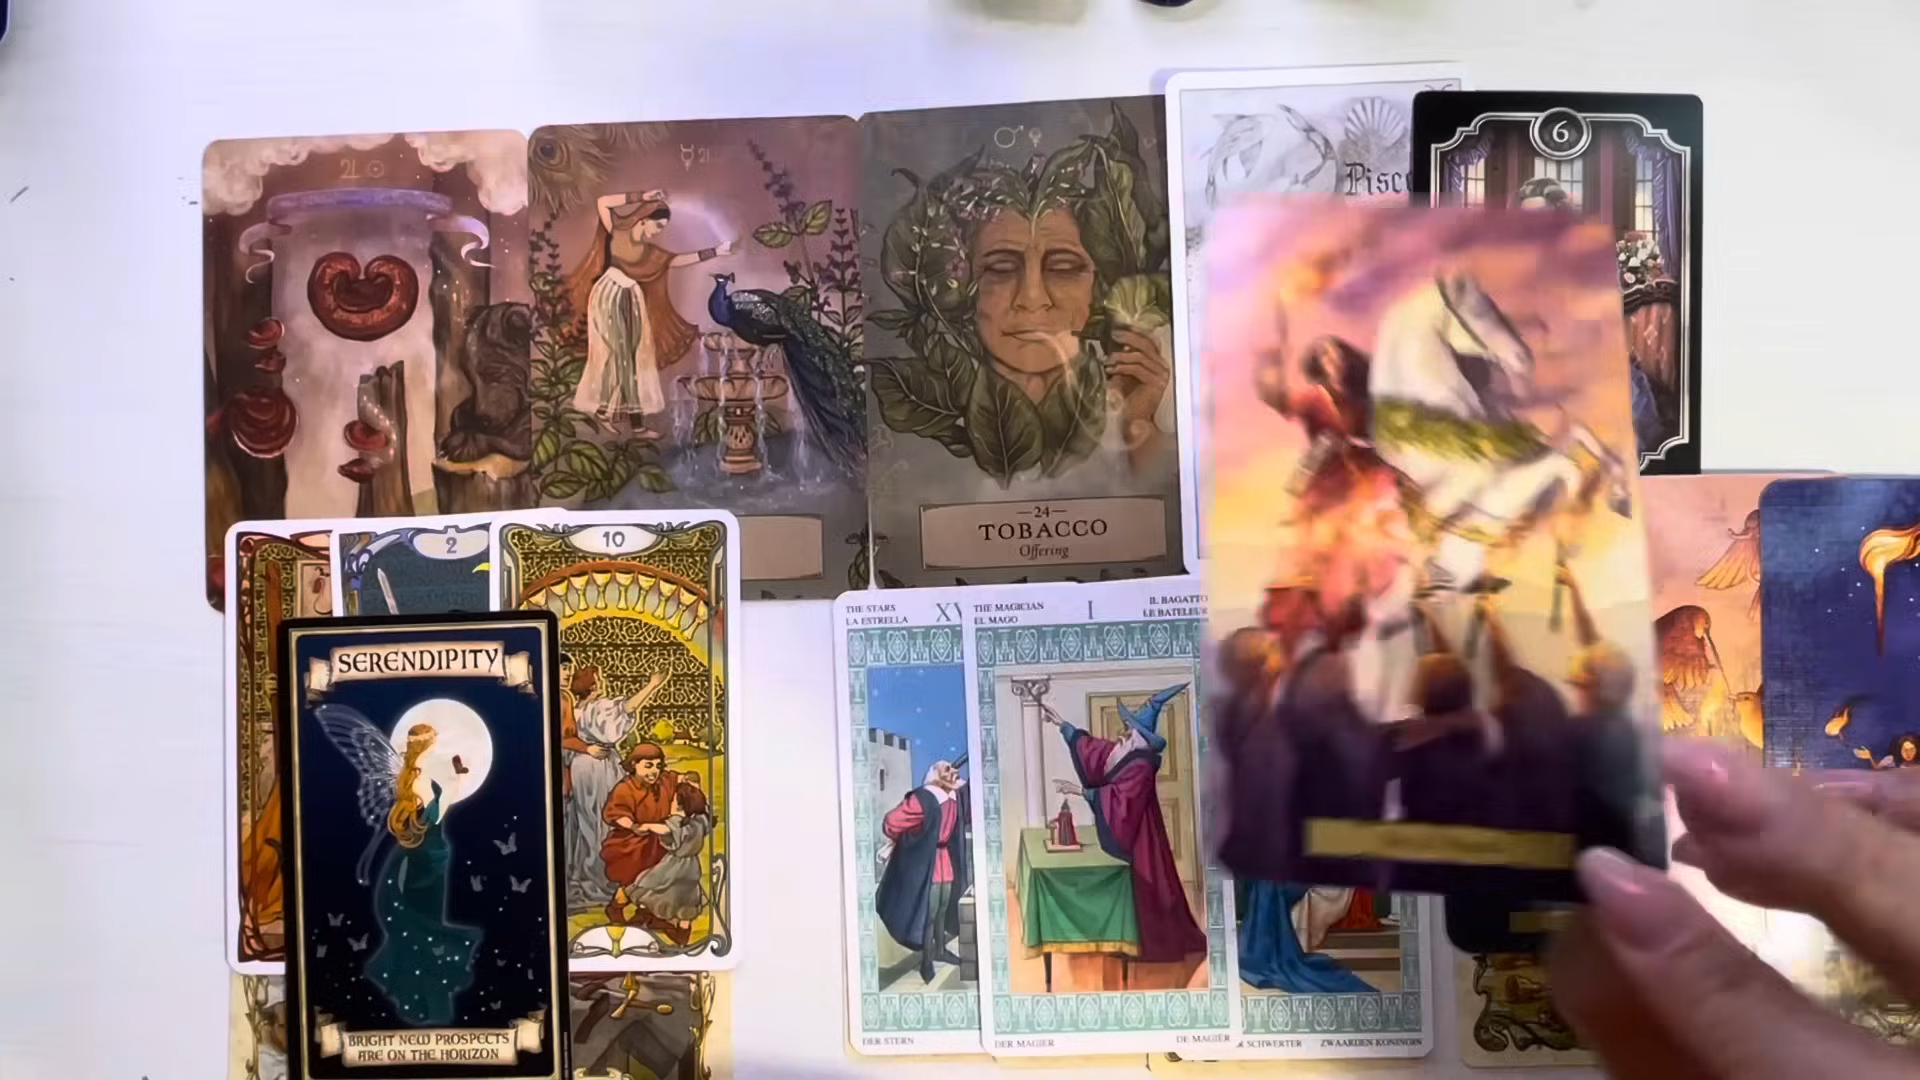 Pisc
6
—24—
TOBACCO
Offering
2
10
SERENDIPITY
BRIGHT NEW PROSPECTS
ARE ON THE HORIZON
THE STARS
LA ESTRELLA
XV
DER STERN
THE MAGICIAN
EL MAGO
I
IL BAGATTO
LE BATELEUR
DER MAGIER
DE MAGIËR
SCHWERTER
ZWAARDEN KONINGIN